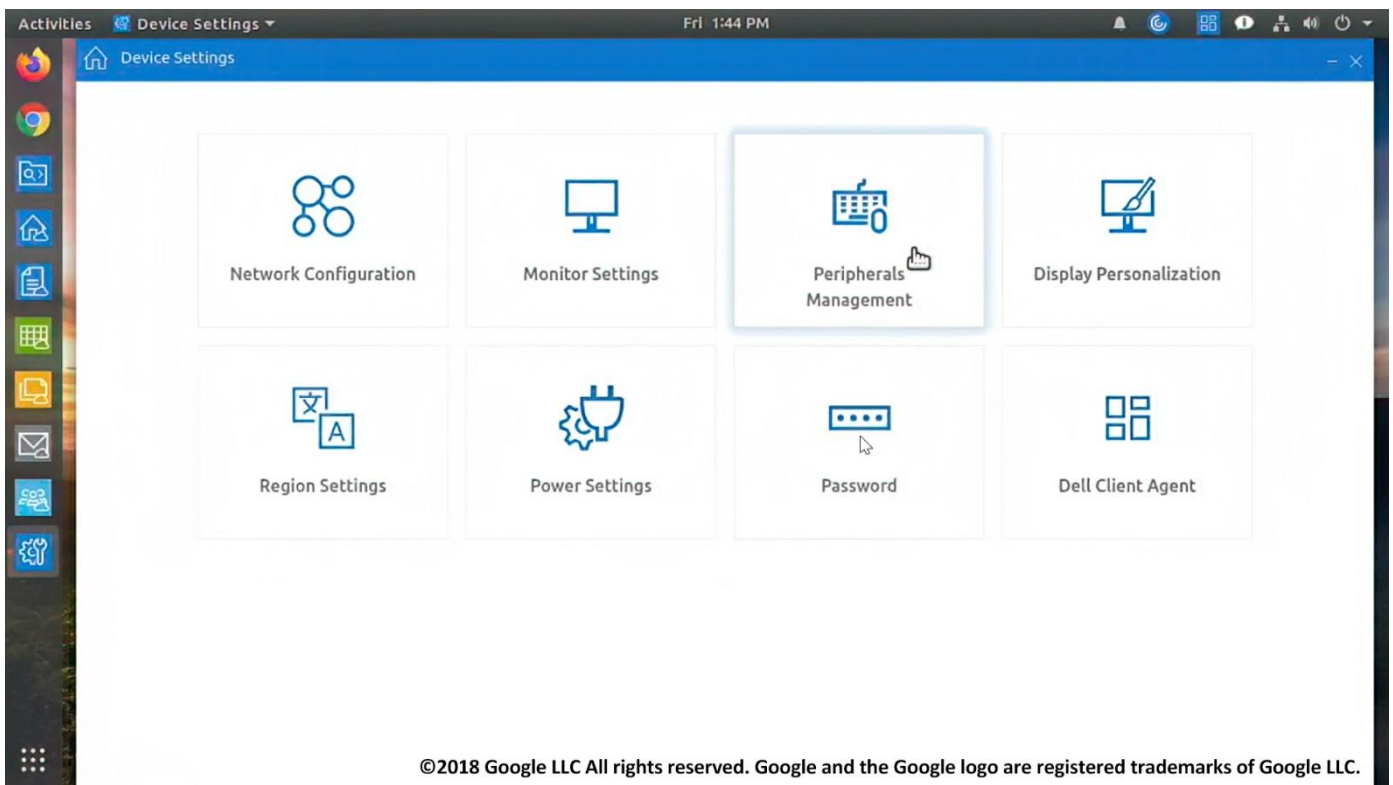 Activities Device Settings Fri 1:44 PM
Device Settings
Network Configuration
Monitor Settings
Peripherals
Management
Display Personalization
文
A
Region Settings
Power Settings
Password
Dell Client Agent
©2018 Google LLC All rights reserved. Google and the Google logo are registered trademarks of Google LLC.